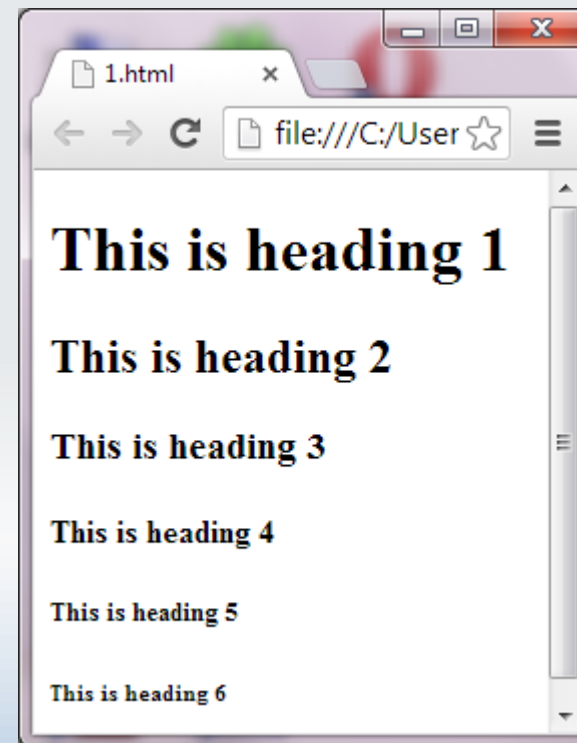 1.html
file:///C:/User
This is heading 1
This is heading 2
This is heading 3
This is heading 4
This is heading 5
This is heading 6